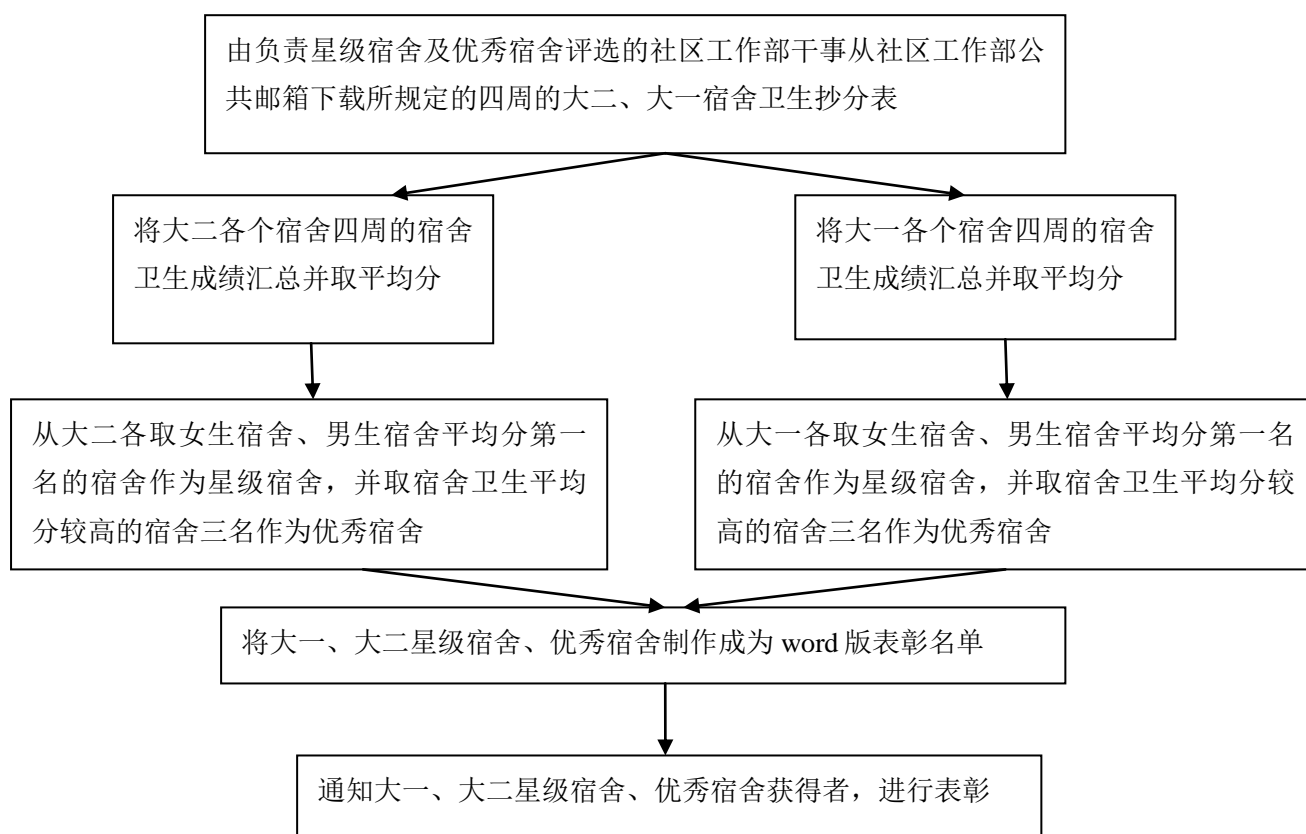 由负责星级宿舍及优秀宿舍评选的社区工作部干事从社区工作部公
共邮箱下载所规定的四周的大二、大一宿舍卫生抄分表
将大二各个宿舍四周的宿舍
卫生成绩汇总并取平均分
将大一各个宿舍四周的宿舍
卫生成绩汇总并取平均分
从大二各取女生宿舍、男生宿舍平均分第一
名的宿舍作为星级宿舍，并取宿舍卫生平均
分较高的宿舍三名作为优秀宿舍
从大一各取女生宿舍、男生宿舍平均分第一名
的宿舍作为星级宿舍，并取宿舍卫生平均分较
高的宿舍三名作为优秀宿舍
将大一、大二星级宿舍、优秀宿舍制作成为 word 版表彰名单
通知大一、大二星级宿舍、优秀宿舍获得者，进行表彰